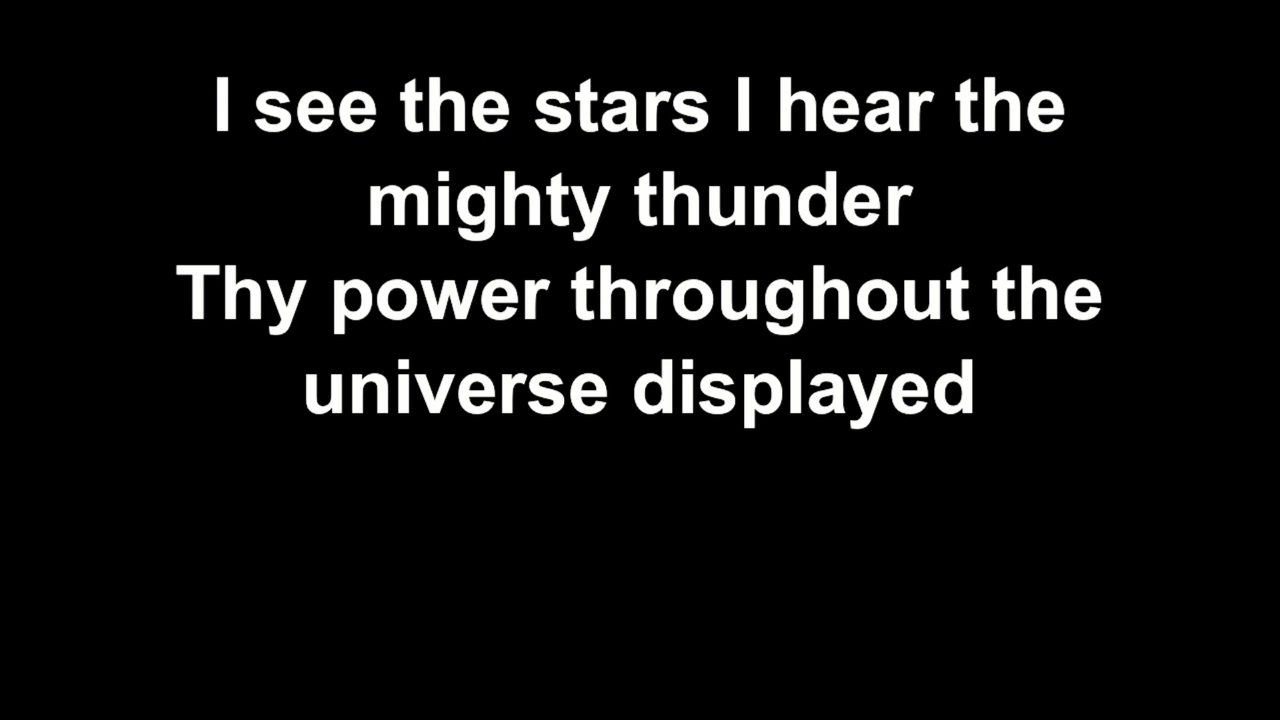 I see the stars I hear the
mighty thunder
Thy power throughout the
universe displayed